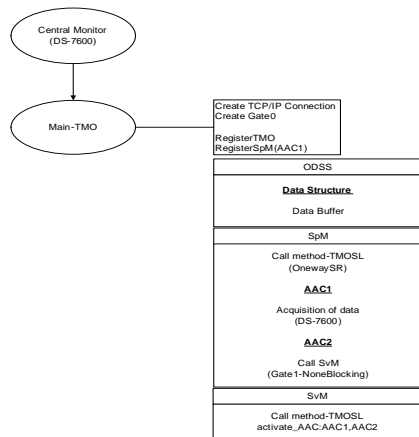 Central Monitor
(DS-7600)
Main-TMO
Create TCP/IP Connection
Create Gate0
RegisterTMO
RegisterSpM(AAC1)
ODSS
Data Structure
Data Buffer
SpM
Call method-TMOSL
(OnewaySR)
AAC1
Acquisition of data
(DS-7600)
AAC2
Call SvM
(Gate1-NoneBlocking)
SvM
Call method-TMOSL
activate_AAC:AAC1,AAC2